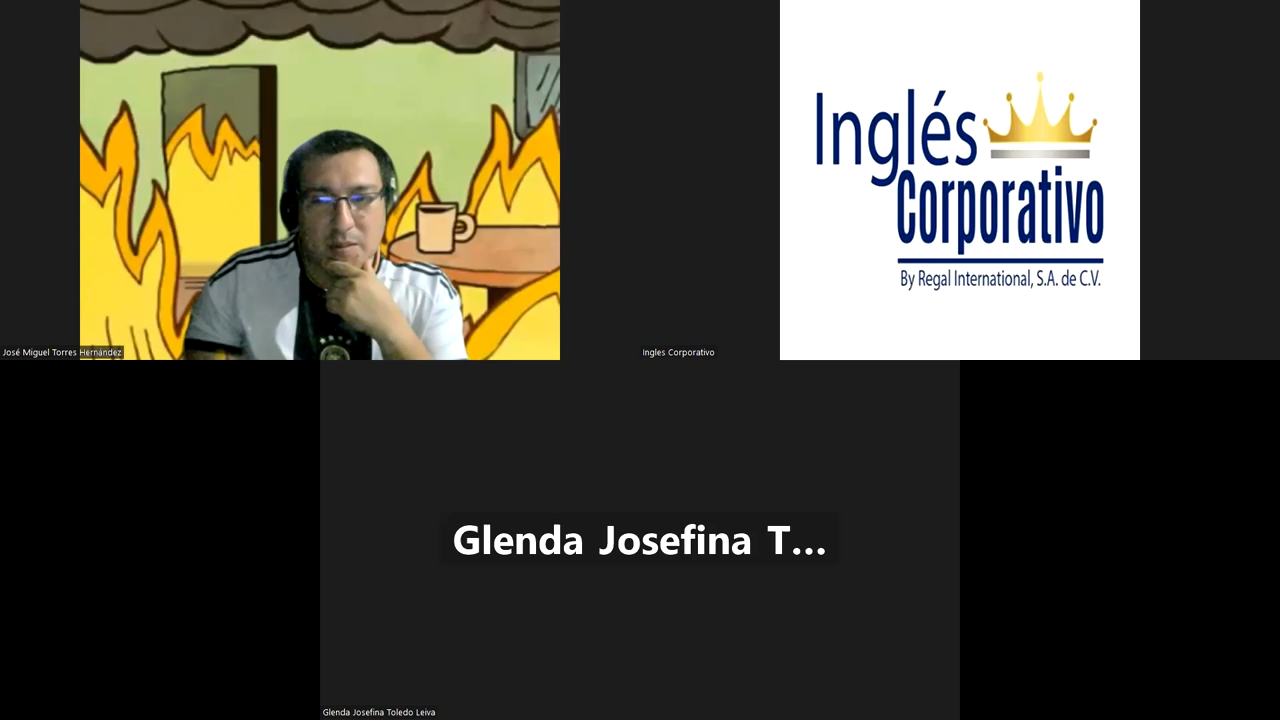 Inglés
Corporativo
By Regal International, S.A. de C.V.
José Miguel Torres Hernández
Ingles Corporativo
Glenda Josefina T...
Glenda Josefina Toledo Leiva